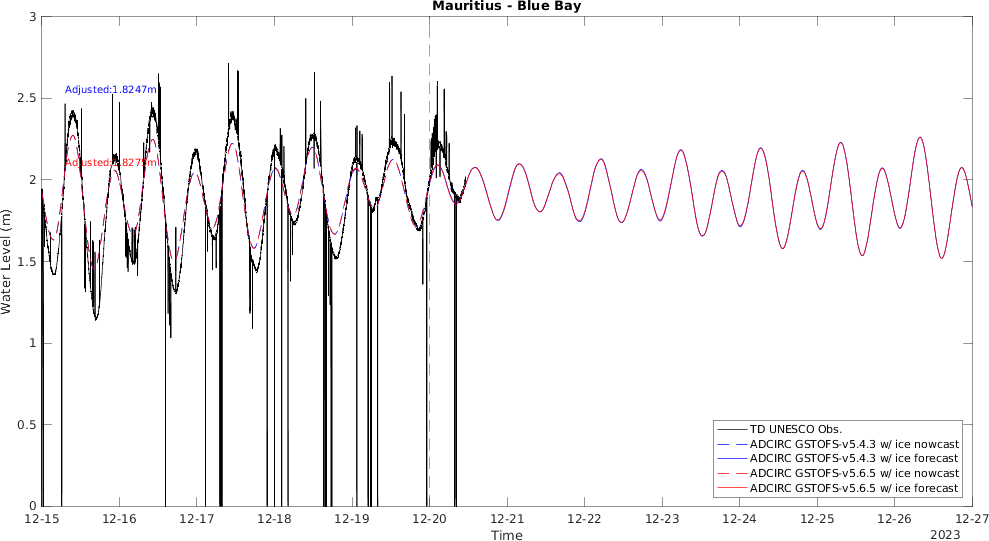 Mauritius - Blue Bay
3
2.5
2
1.5
1
0.5
0
Water Level (m)
Adjusted:1.8247m
Adjusted:1.8279m
12-15
12-16
12-17
12-18
12-19
12-20
12-21
12-22
12-23
12-24
12-25
12-26
12-27
Time
2023
TD UNESCO Obs.
ADCIRC GSTOFS-v5.4.3 w/ ice nowcast
ADCIRC GSTOFS-v5.4.3 w/ ice forecast
ADCIRC GSTOFS-v5.6.5 w/ ice nowcast
ADCIRC GSTOFS-v5.6.5 w/ ice forecast